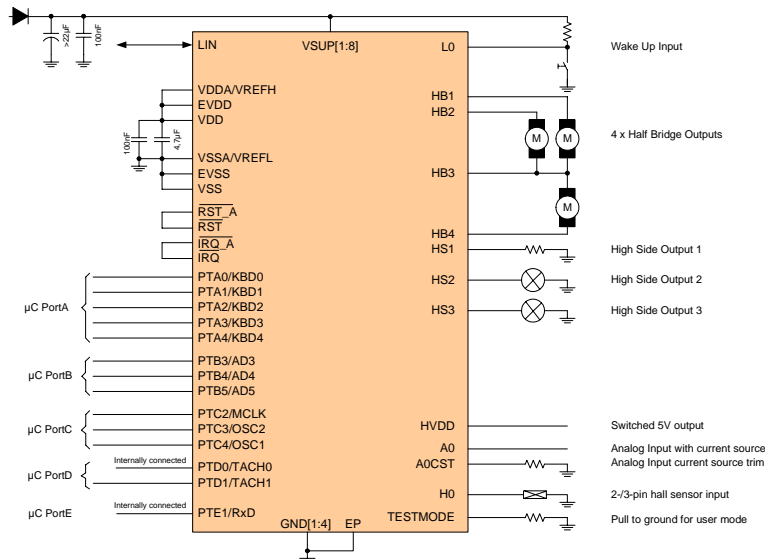 >22µF
100nF
LIN
VSUP[1:8]
L0
Wake Up Input
VDDA/VREFH
EVDD
VDD
100nF
4,7µF
VSSA/VREFL
EVSS
VSS
HB1
HB2
M
M
4 x Half Bridge Outputs
HB3
M
HB4
RST_A
RST
IRQ_A
IRQ
HS1
High Side Output 1
HS2
High Side Output 2
HS3
High Side Output 3
µC PortA
PTA0/KBD0
PTA1/KBD1
PTA2/KBD2
PTA3/KBD3
PTA4/KBD4
µC PortB
PTB3/AD3
PTB4/AD4
PTB5/AD5
µC PortC
PTC2/MCLK
PTC3/OSC2
PTC4/OSC1
µC PortD
Internally connected
PTD0/TACH0
PTD1/TACH1
µC PortE
Internally connected
PTE1/RxD
HVDD
Switched 5V output
A0
Analog Input with current source
A0CST
Analog Input current source trim
H0
2-/3-pin hall sensor input
TESTMODE
Pull to ground for user mode
GND[1:4]
EP